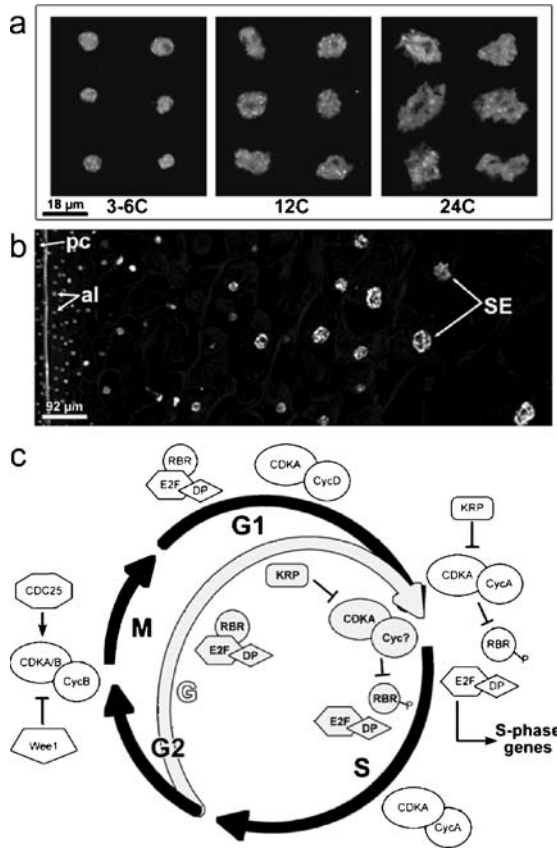 a
18 µm
3-6C
12C
24C
b
pc
al
SE
92 µm
c
RBR
E2F
DP
CDKA
CycD
G1
KRP
CDKA
CycA
RBR
P
E2F
DP
S-phase
genes
CDC25
CDKA/B
CycB
Wee1
M
KRP
CDKA
Cyc?
RBR
E2F
DP
G
RBR
P
E2F
DP
G2
S
CDKA
CycA